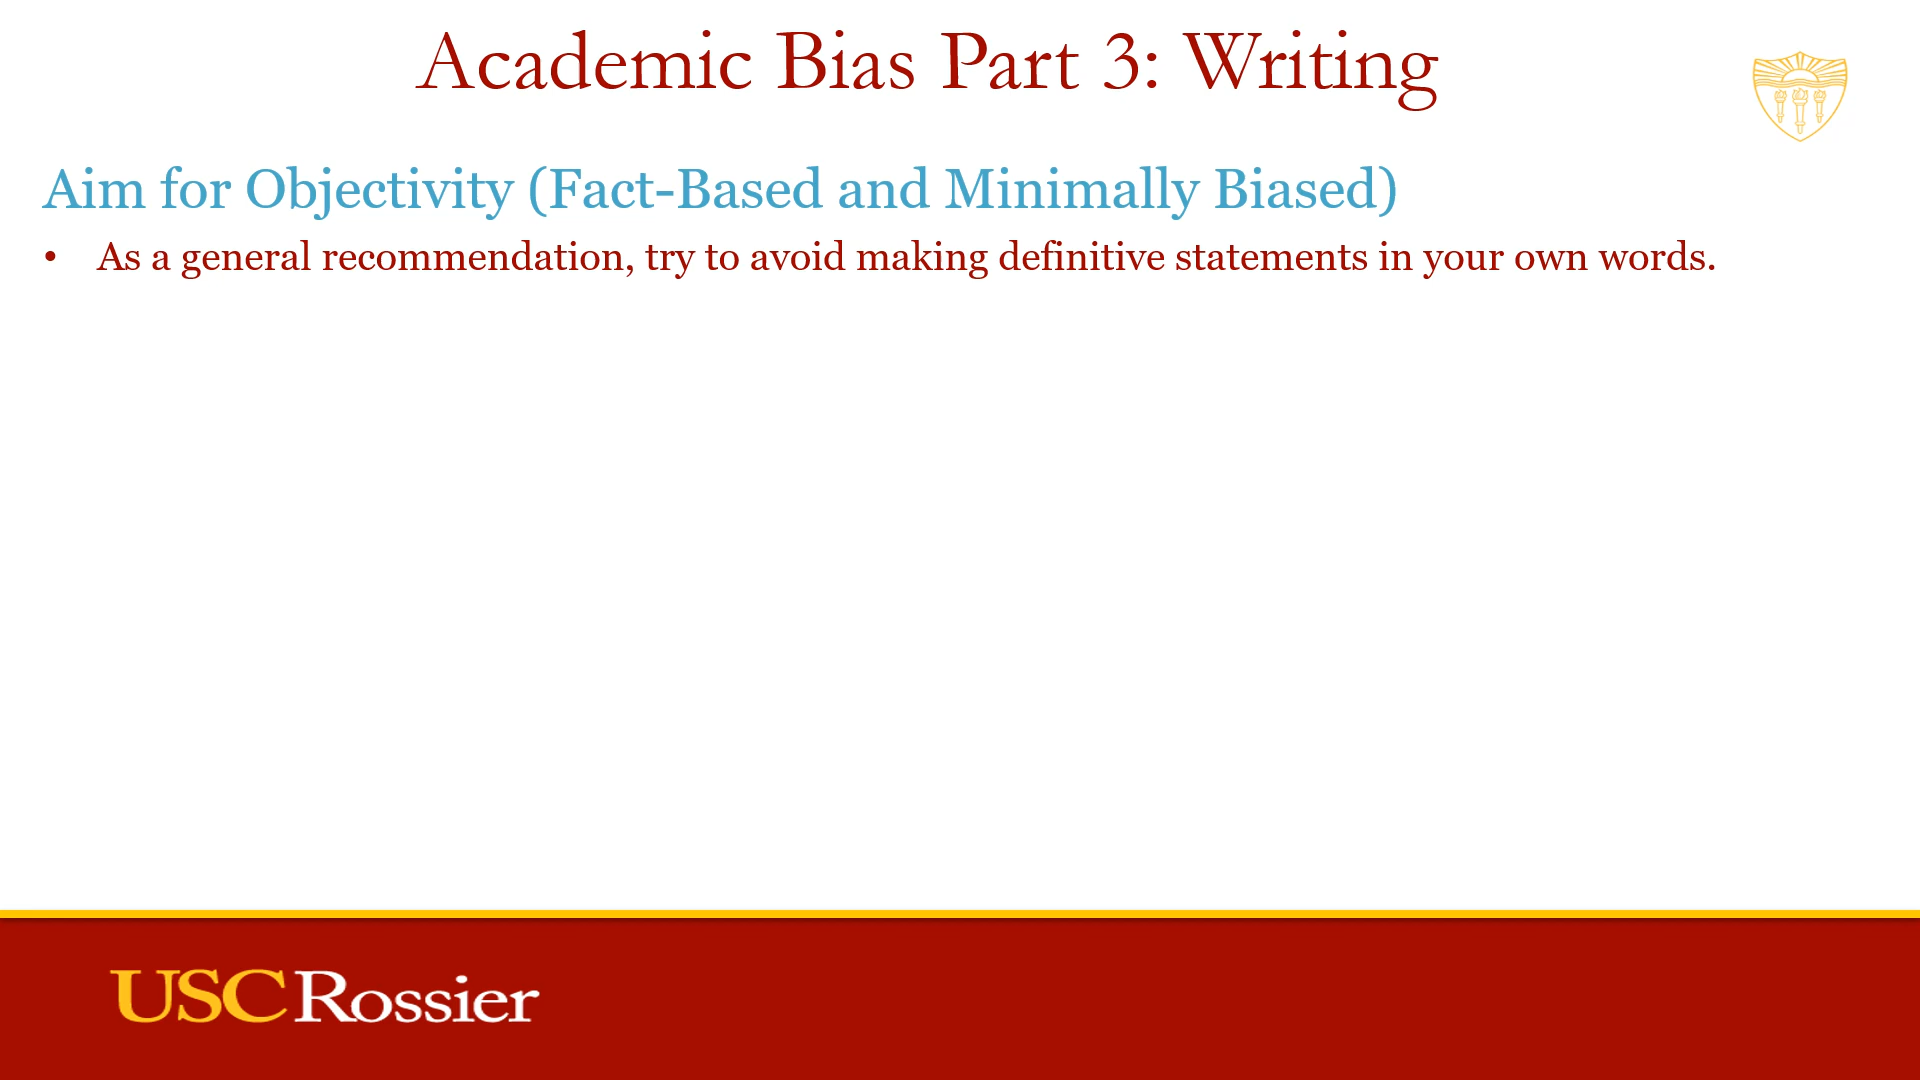 Academic Bias Part 3: Writing
Aim for Objectivity (Fact-Based and Minimally Biased)
• As a general recommendation, try to avoid making definitive statements in your own words.
USC Rossier